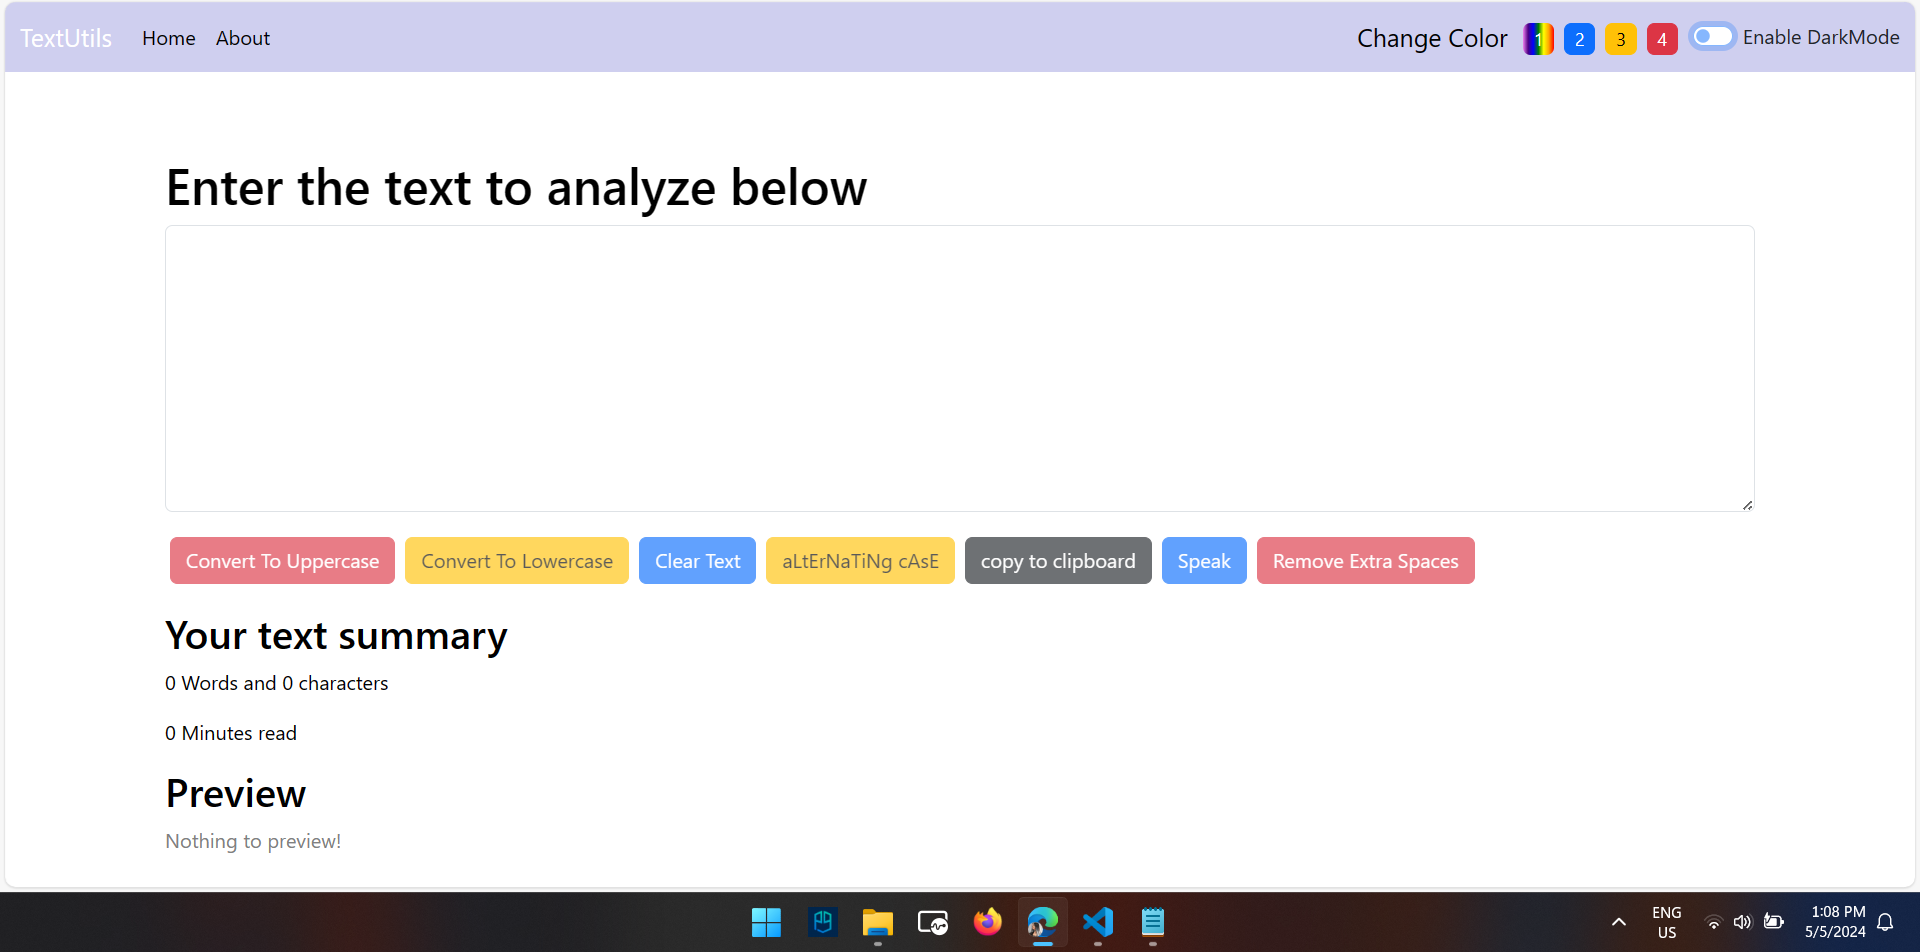 TextUtils Home About Change Color 1 2 3 4 Enable DarkMode
Enter the text to analyze below
Convert To Uppercase Convert To Lowercase Clear Text aLtErNaTiNg cAsE copy to clipboard Speak Remove Extra Spaces
Your text summary
0 Words and 0 characters
0 Minutes read
Preview
Nothing to preview!
ENG 1:08 PM
US 5/5/2024